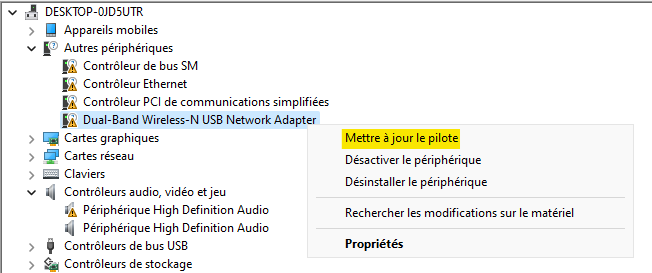 DESKTOP-0JD5UTR
Appareils mobiles
Autres périphériques
Contrôleur de bus SM
Contrôleur Ethernet
Contrôleur PCI de communications simplifiées
Dual-Band Wireless-N USB Network Adapter
Mettre à jour le pilote
Cartes graphiques
Désactiver le périphérique
Cartes réseau
Claviers
Désinstaller le périphérique
Contrôleurs audio, vidéo et jeu
Périphérique High Definition Audio
Rechercher les modifications sur le matériel
Périphérique High Definition Audio
Contrôleurs de bus USB
Propriétés
Contrôleurs de stockage